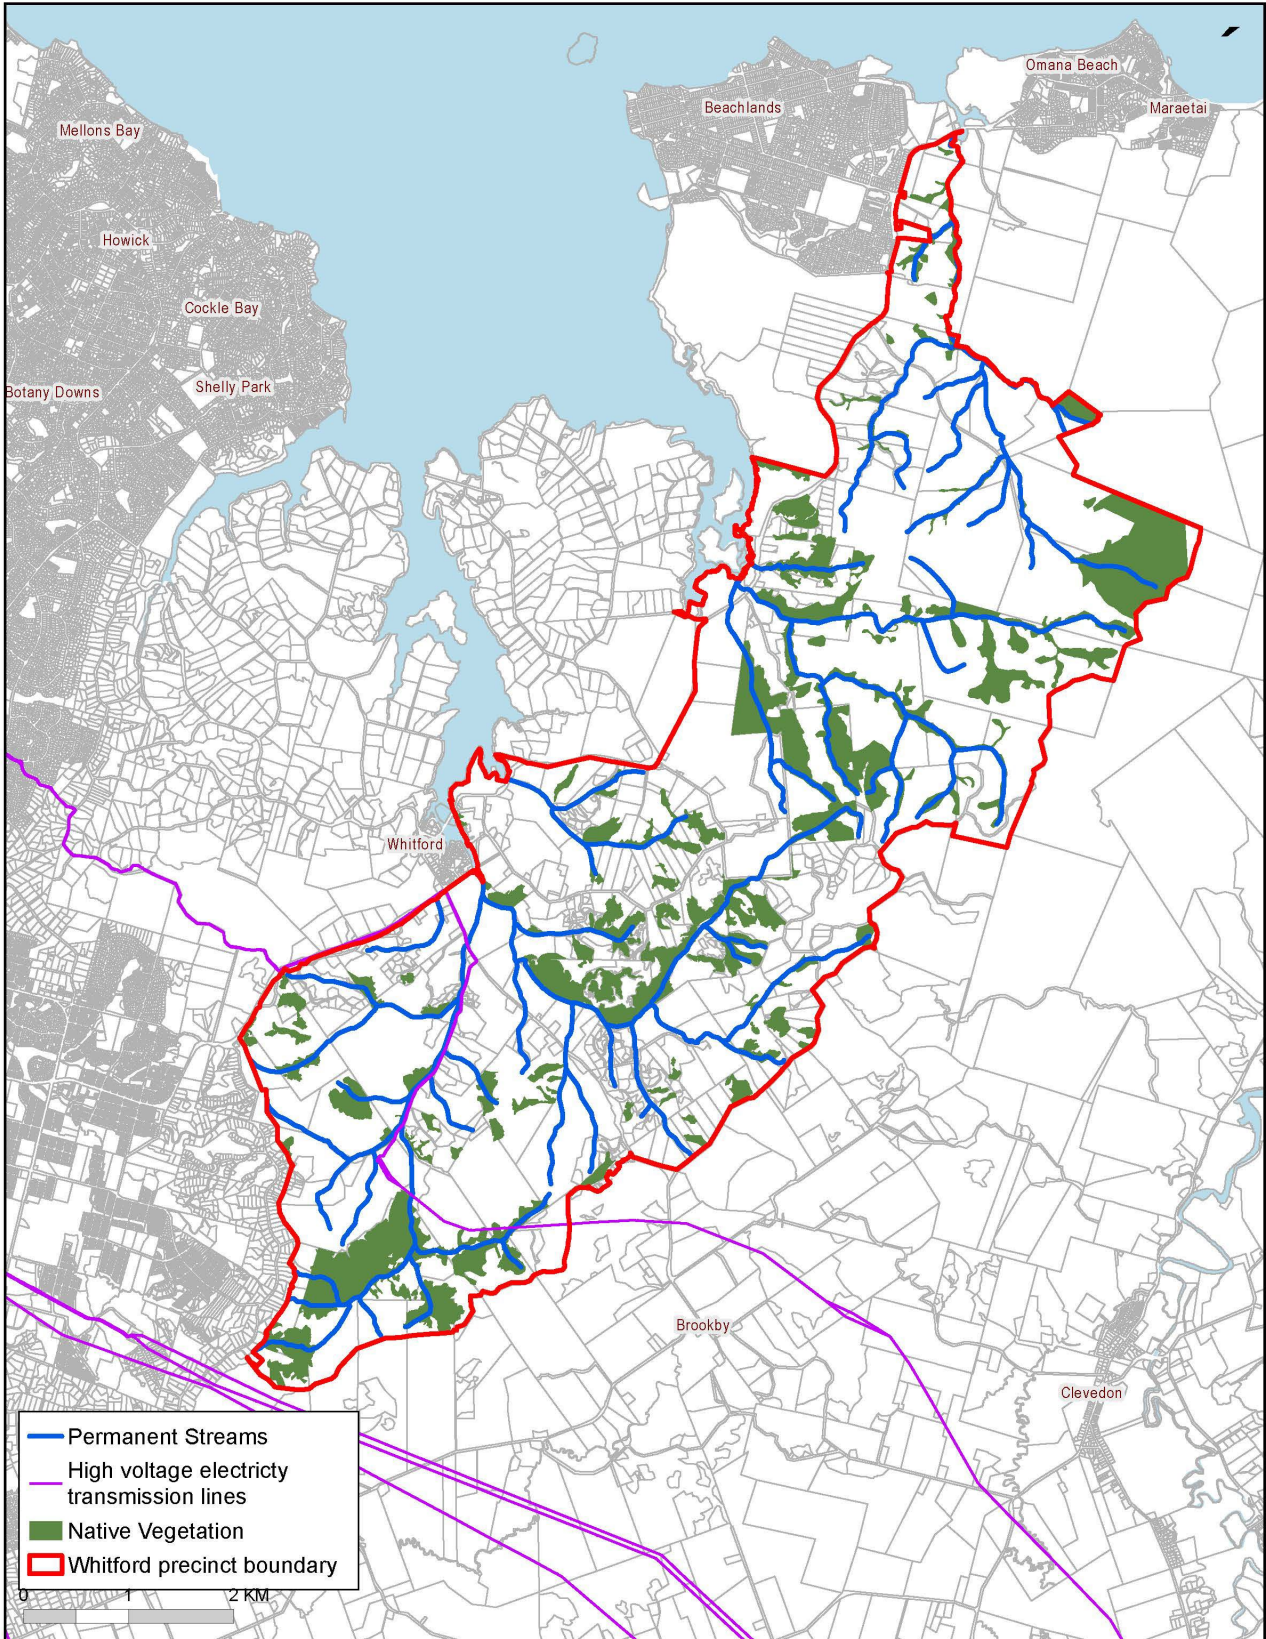 Omana Beach
Beachlands
Maraetai
Mellons Bay
Howick
Cockle Bay
Shelly Park
Botany Downs
Whitford
Brookby
Clevedon
Permanent Streams
High voltage electricty
transmission lines
Native Vegetation
Whitford precinct boundary
0 1 2 KM